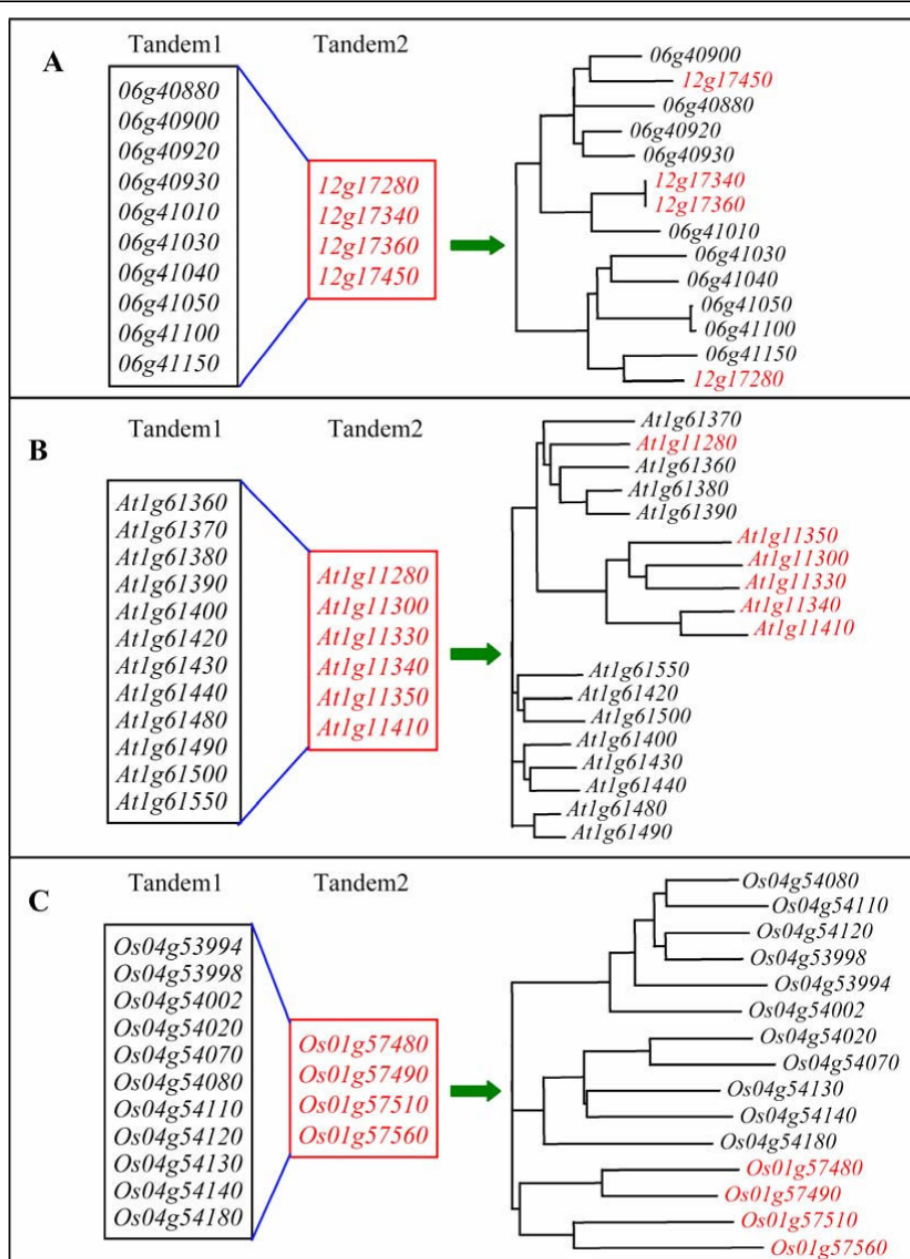 A
Tandem1
Tandem2
06g40880
06g40900
06g40920
06g40930
06g41010
06g41030
06g41040
06g41050
06g41100
06g41150
12g17280
12g17340
12g17360
12g17450
06g40900
12g17450
06g40880
06g40920
06g40930
12g17340
12g17360
06g41010
06g41030
06g41040
06g41050
06g41100
06g41150
12g17280
B
Tandem1
Tandem2
At1g61360
At1g61370
At1g61380
At1g61390
At1g61400
At1g61420
At1g61430
At1g61440
At1g61480
At1g61490
At1g61500
At1g61550
At1g11280
At1g11300
At1g11330
At1g11340
At1g11350
At1g11410
At1g61370
At1g11280
At1g61360
At1g61380
At1g61390
At1g11350
At1g11300
At1g11330
At1g11340
At1g11410
At1g61550
At1g61420
At1g61500
At1g61400
At1g61430
At1g61440
At1g61480
At1g61490
C
Tandem1
Tandem2
Os04g53994
Os04g53998
Os04g54002
Os04g54020
Os04g54070
Os04g54080
Os04g54110
Os04g54120
Os04g54130
Os04g54140
Os04g54180
Os01g57480
Os01g57490
Os01g57510
Os01g57560
Os04g54080
Os04g54110
Os04g54120
Os04g53998
Os04g53994
Os04g54002
Os04g54020
Os04g54070
Os04g54130
Os04g54140
Os04g54180
Os01g57480
Os01g57490
Os01g57510
Os01g57560